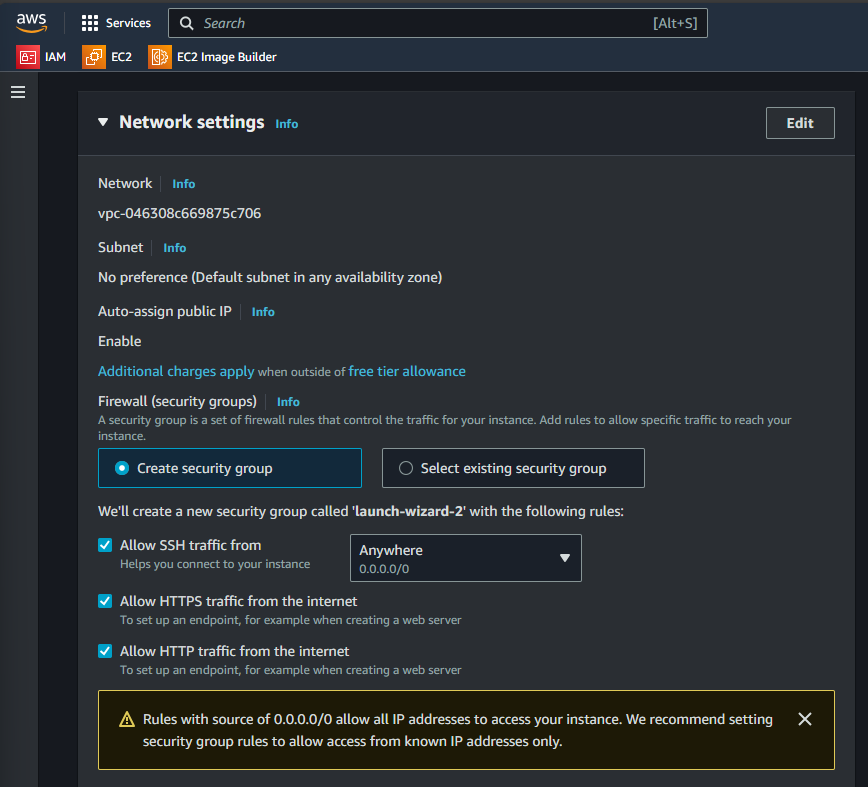 aws
Services
Search
[Alt+S]
IAM
EC2
EC2 Image Builder
Network settings Info
Edit
Network Info
vpc-046308c669875c706
Subnet Info
No preference (Default subnet in any availability zone)
Auto-assign public IP Info
Enable
Additional charges apply when outside of free tier allowance
Firewall (security groups) Info
A security group is a set of firewall rules that control the traffic for your instance. Add rules to allow specific traffic to reach your
instance.
Create security group
Select existing security group
We'll create a new security group called 'launch-wizard-2' with the following rules:
Allow SSH traffic from
Helps you connect to your instance
Anywhere
0.0.0.0/0
Allow HTTPS traffic from the internet
To set up an endpoint, for example when creating a web server
Allow HTTP traffic from the internet
To set up an endpoint, for example when creating a web server
Rules with source of 0.0.0.0/0 allow all IP addresses to access your instance. We recommend setting
security group rules to allow access from known IP addresses only.